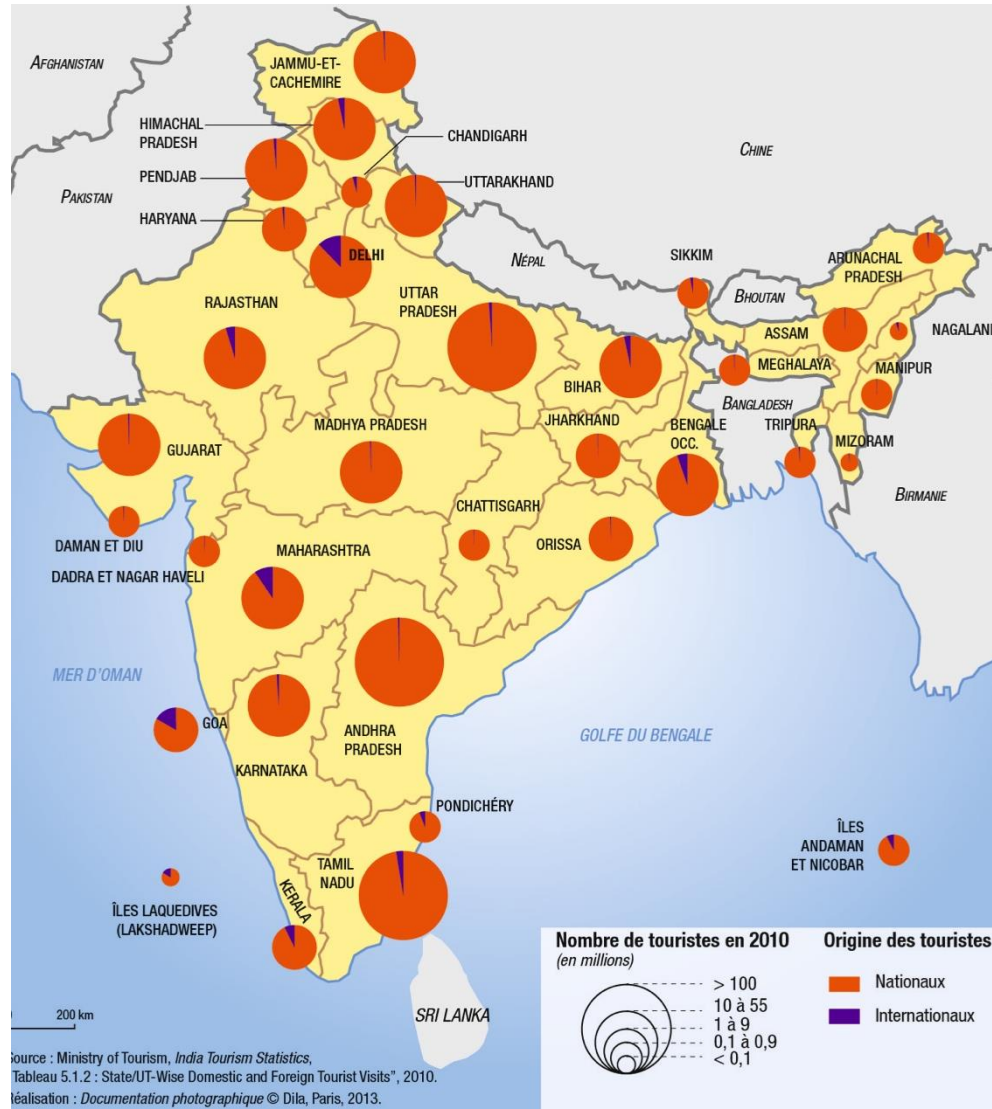 AFGHANISTAN
JAMMU-ET-
CACHEMIRE
HIMACHAL
PRADESH
CHANDIGARH
CHINE
PENDJAB
UTTARAKHAND
PAKISTAN
HARYANA
DELHI
NÉPAL
SIKKIM
ARUNACHAL
PRADESH
BHOUTAN
RAJASTHAN
UTTAR
PRADESH
ASSAM
NAGALAN
MEGHALAYA
BIHAR
MANIPUR
BANGLADESH
JHARKHAND
BENGALE
OCC.
TRIPURA
MADHYA PRADESH
GUJARAT
MIZORAM
CHATTISGARH
BIRMANIE
DAMAN ET DIU
MAHARASHTRA
ORISSA
DADRA ET NAGAR HAVELI
MER D'OMAN
GOA
ANDHRA
PRADESH
GOLFE DU BENGALE
KARNATAKA
PONDICHÉRY
ÎLES
ANDAMAN
ET NICOBAR
TAMIL
NADU
KERALA
ÎLES LAQUEDIVES
(LAKSHADWEEP)
SRI LANKA
200 km
Nombre de touristes en 2010
(en millions)
> 100
10 à 55
1 à 9
0,1 à 0,9
< 0,1
Origine des touristes
Nationaux
Internationaux
Source : Ministry of Tourism, India Tourism Statistics,
Tableau 5.1.2 : State/UT-Wise Domestic and Foreign Tourist Visits", 2010.
Réalisation : Documentation photographique © Dila, Paris, 2013.